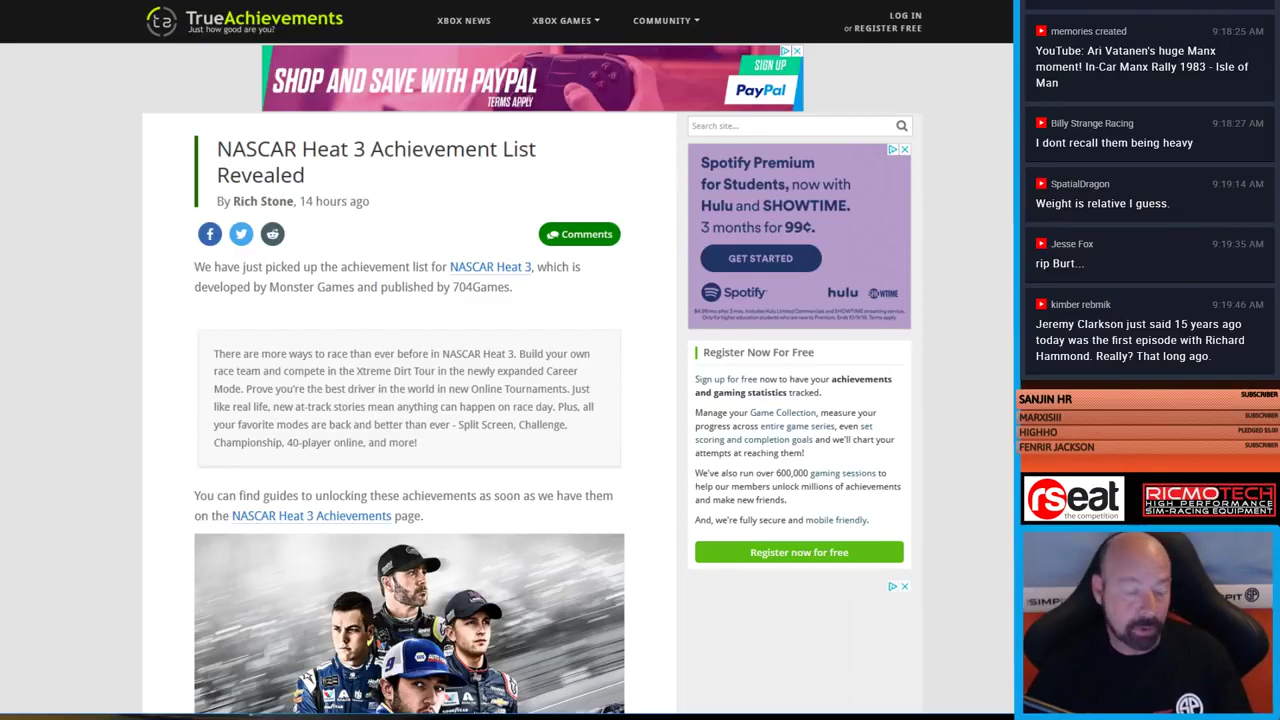 TrueAchievements
Just how good are you?
XBOX NEWS
XBOX GAMES
COMMUNITY
LOG IN
or REGISTER FREE
SHOP AND SAVE WITH PAYPAL
TERMS APPLY
SIGN UP
PayPal
NASCAR Heat 3 Achievement List
Revealed
By Rich Stone, 14 hours ago
Comments
We have just picked up the achievement list for NASCAR Heat 3, which is
developed by Monster Games and published by 704Games.
There are more ways to race than ever before in NASCAR Heat 3. Build your own
race team and compete in the Xtreme Dirt Tour in the newly expanded Career
Mode. Prove you're the best driver in the world in new Online Tournaments. Just
like real life, new at-track stories mean anything can happen on race day. Plus, all
your favorite modes are back and better than ever - Split Screen, Challenge,
Championship, 40-player online, and more!
You can find guides to unlocking these achievements as soon as we have them
on the NASCAR Heat 3 Achievements page.
Search site...
Spotify Premium
for Students, now with
Hulu and SHOWTIME.
3 months for 99¢.
GET STARTED
Spotify
hulu
SHOWTIME
Register Now For Free
Sign up for free now to have your achievements
and gaming statistics tracked.
Manage your Game Collection, measure your
progress across entire game series, even set
scoring and completion goals and we'll chart your
attempts at reaching them!
We've also run over 600,000 gaming sessions to
help our members unlock millions of achievements
and make new friends.
And, we're fully secure and mobile friendly.
Register now for free
memories created 9:18:25 AM
YouTube: Ari Vatanen's huge Manx
moment! In-Car Manx Rally 1983 - Isle of
Man
Billy Strange Racing 9:18:27 AM
I dont recall them being heavy
SpatialDragon 9:19:14 AM
Weight is relative I guess.
Jesse Fox 9:19:35 AM
rip Burt...
kimber rebmik 9:19:46 AM
Jeremy Clarkson just said 15 years ago
today was the first episode with Richard
Hammond. Really? That long ago.
SANJIN HR SUBSCRIBER
MARXISIII SUBSCRIBER
HIGHHO PLEDGED $5.00
FENRIR JACKSON SUBSCRIBER
rseat
the competition
RICMOTECH
HIGH PERFORMANCE
SIM-RACING EQUIPMENT